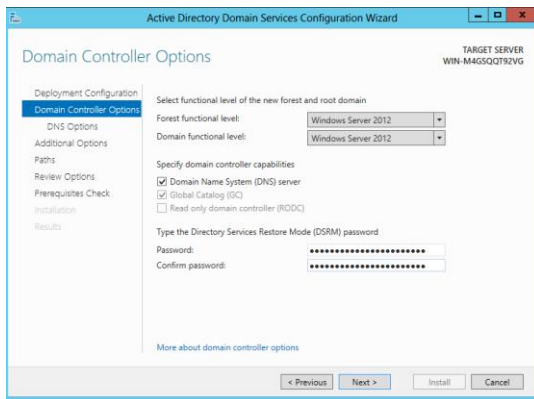 Active Directory Domain Services Configuration Wizard
Domain Controller Options
TARGET SERVER
WIN-M4GSQQT92VG
Deployment Configuration
Domain Controller Options
DNS Options
Additional Options
Paths
Review Options
Prerequisites Check
Installation
Results
Select functional level of the new forest and root domain
Forest functional level: Windows Server 2012
Domain functional level: Windows Server 2012
Specify domain controller capabilities
Domain Name System (DNS) server
Global Catalog (GC)
Read only domain controller (RODC)
Type the Directory Services Restore Mode (DSRM) password
Password: ••••••••••••••••••••••••
Confirm password: ••••••••••••••••••••••••
More about domain controller options
< Previous Next > Install Cancel